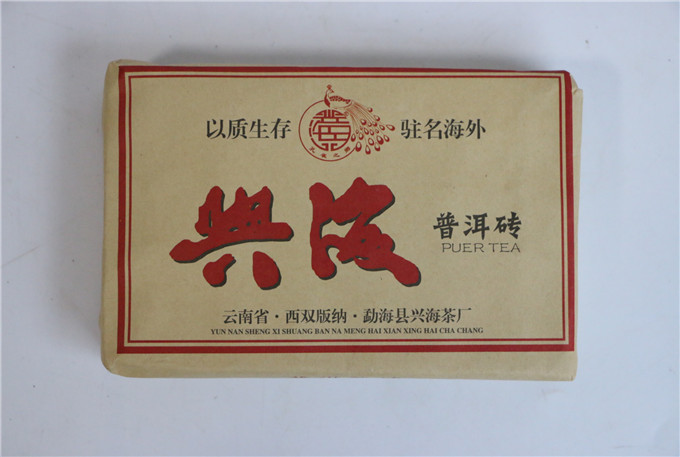 以质生存 驻名海外
興海
普洱砖
PUER TEA
云南省·西双版纳·勐海县兴海茶厂
YUN NAN SHENG XI SHUANG BAN NA MENG HAI XIAN XING HAI CHA CHANG